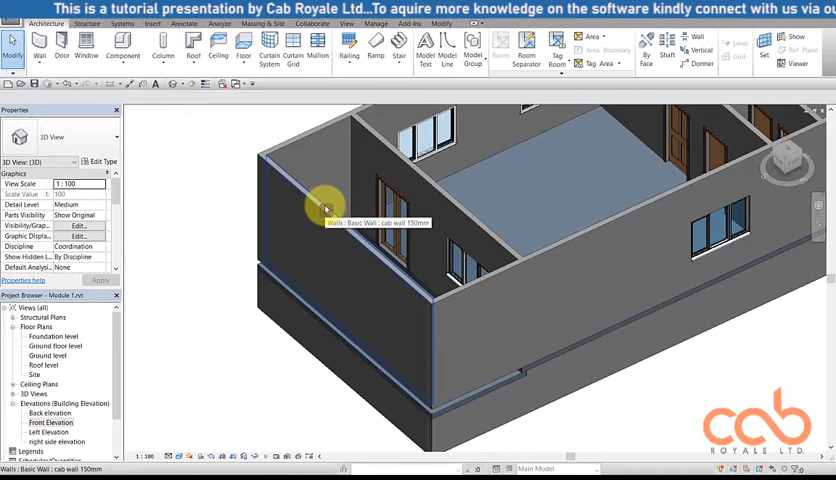 This is a tutorial presentation by Cab Royale Ltd...To aquire more knowledge on the software kindly connect with us via ou
Architecture Structure Systems Insert Annotate Analyze Massing & Site Collaborate View Manage Add-Ins Modify
Modify Wall Door Window Component Column Roof Ceiling Floor Curtain System Curtain Grid Mullion Railing Ramp Stair Model Text Model Line Model Group Room Room Separator Tag Room Area Area Boundary Tag Area By Face Shaft Wall Vertical Dormer Level Grid Set Show Ref Plane Viewer
Properties
3D View
3D View: (3D)
Edit Type
Graphics
View Scale 1 : 100
Scale Value 1: 100
Detail Level Medium
Parts Visibility Show Original
Visibility/Grap... Edit...
Graphic Displa... Edit...
Discipline Coordination
Show Hidden L... By Discipline
Default Analysi... None
Properties help
Apply
Walls : Basic Wall : cab wall 150mm
Project Browser - Module 1.rvt
Views (all)
Structural Plans
Floor Plans
Foundation level
Ground floor level
Ground level
Roof level
Site
Ceiling Plans
3D Views
Elevations (Building Elevation)
Back elevation
Front Elevation
Left Elevation
right side elevation
Legends
1 : 100
cab
ROYALE LTD.
Walls : Basic Wall : cab wall 150mm
:0
Main Model
:0